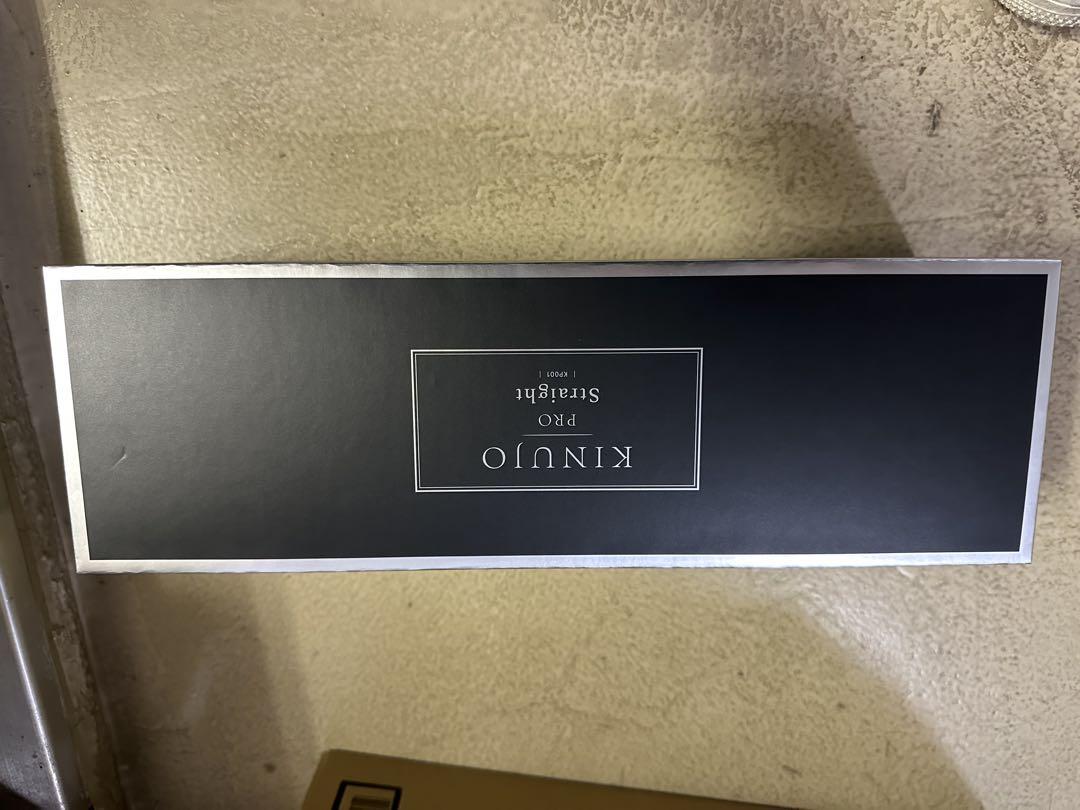 KINUJO
PRO
Straight
| KP001 |